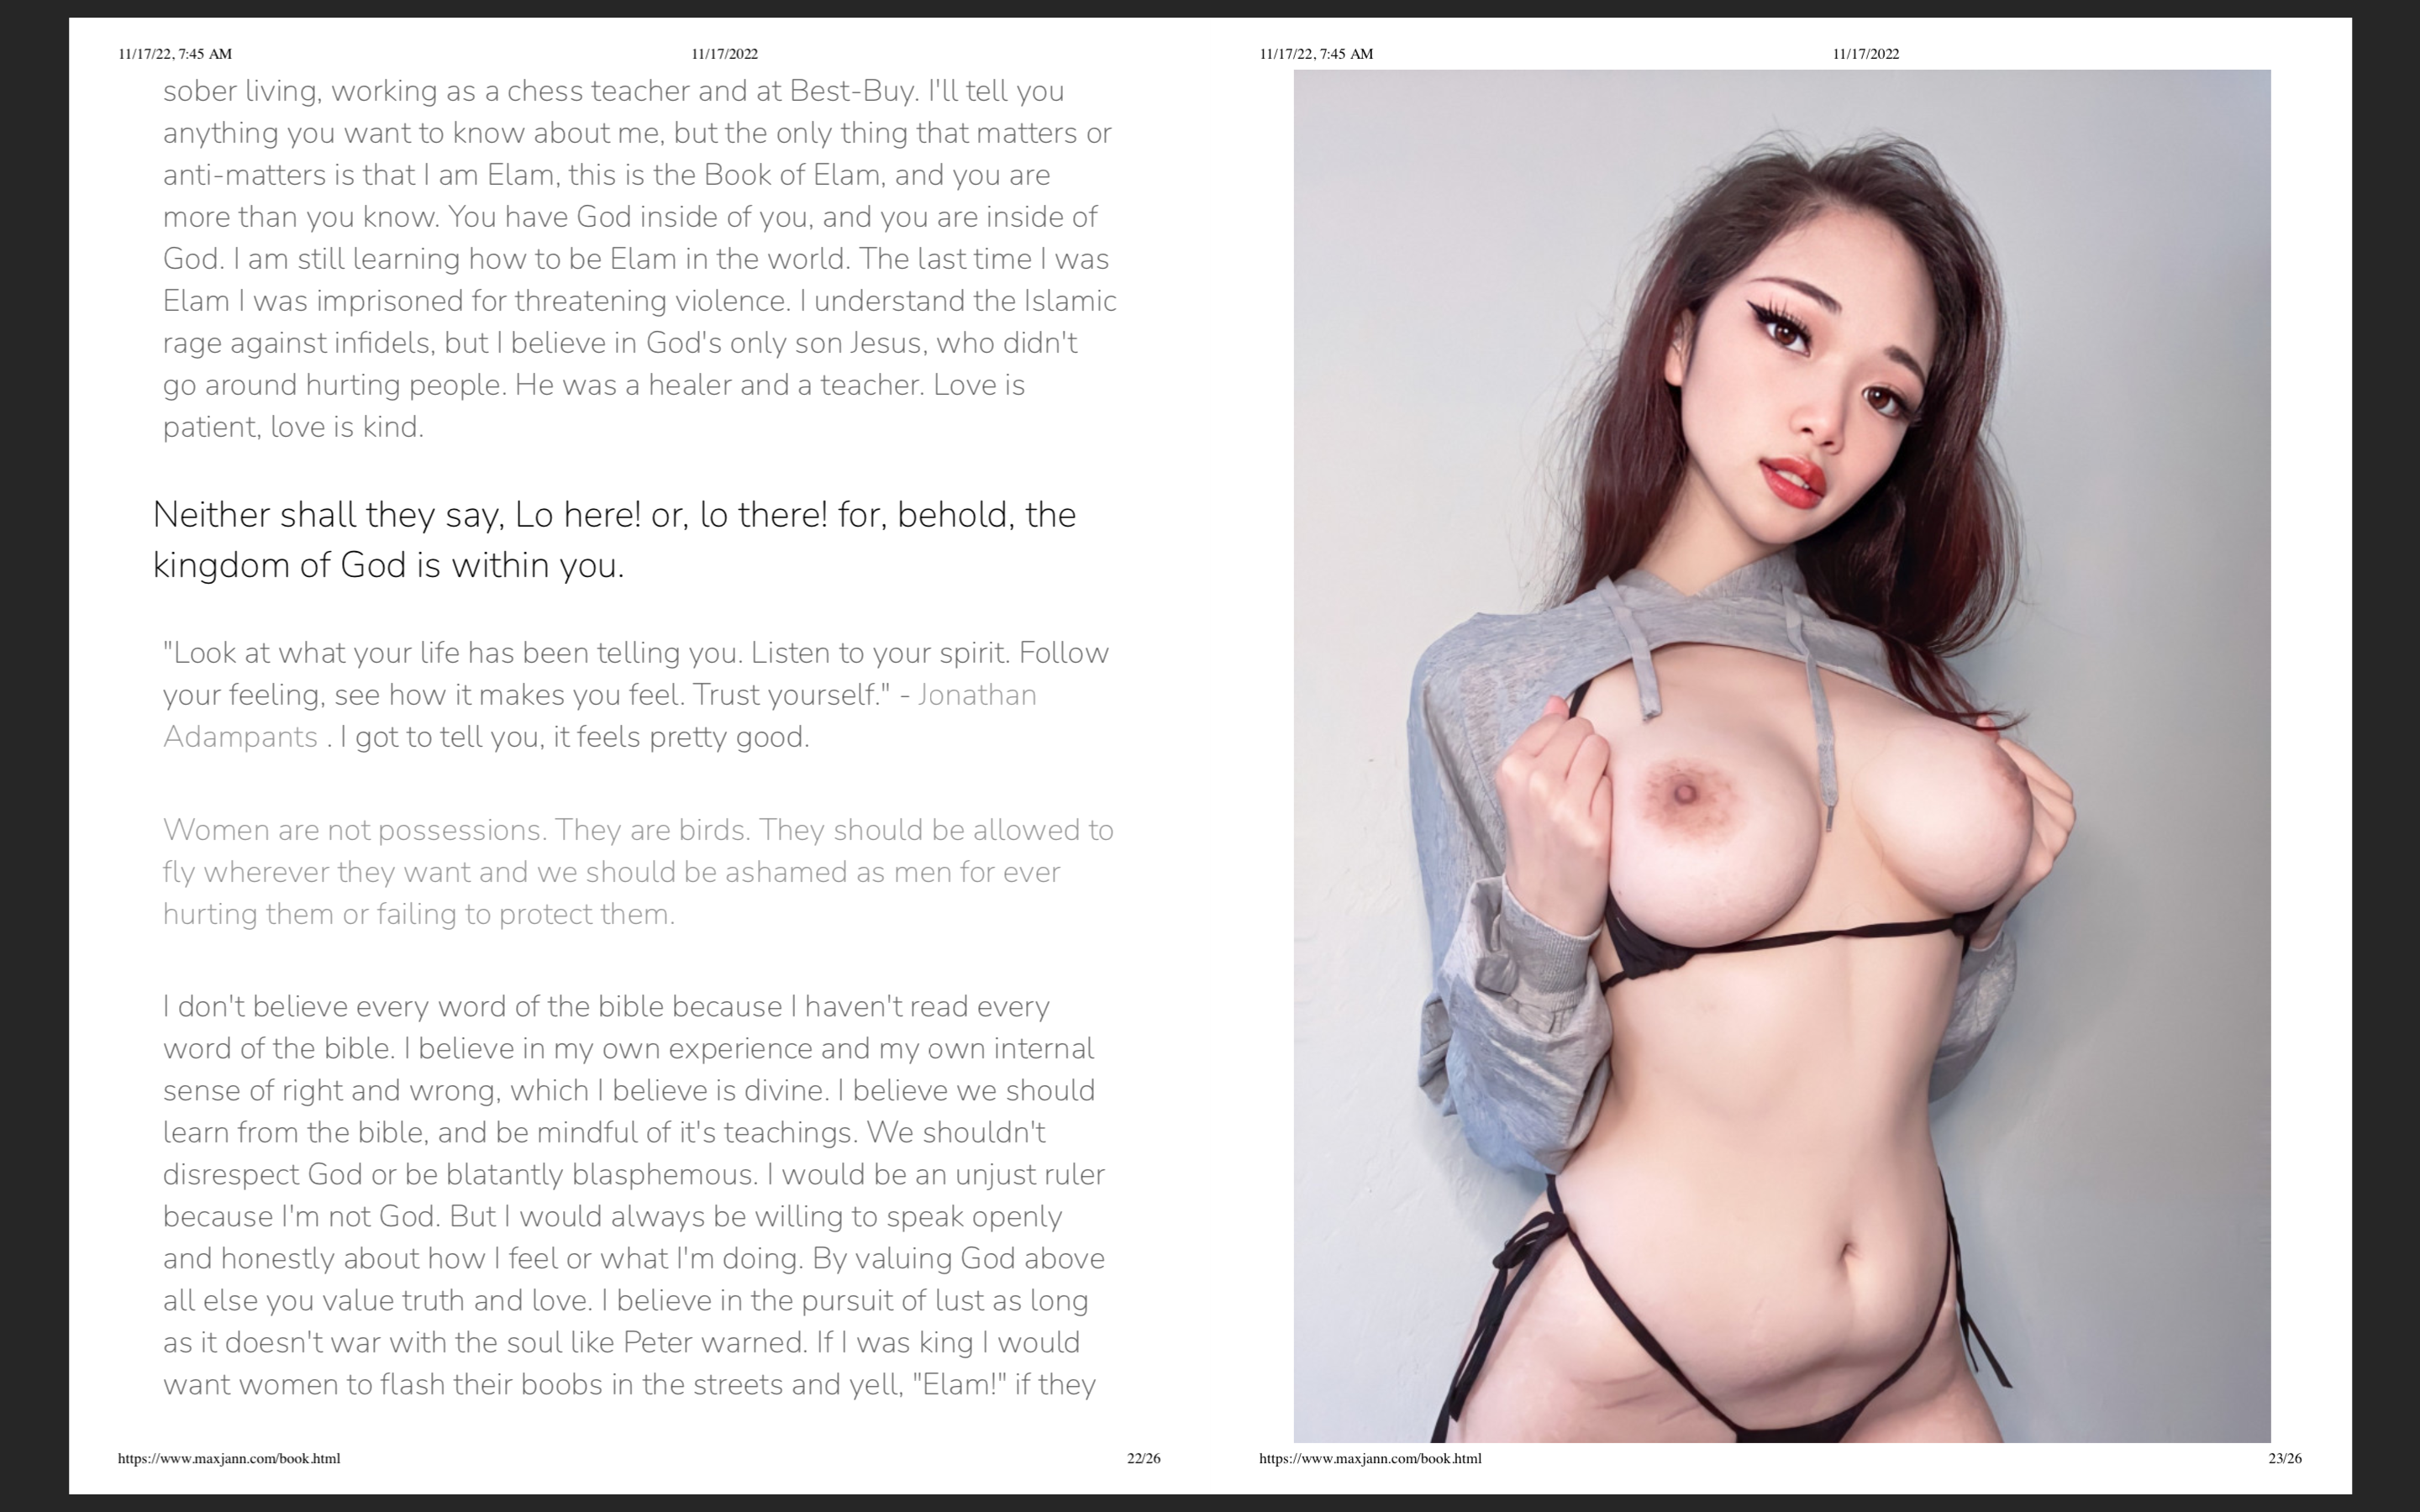 11/17/22, 7:45 AM 11/17/2022
sober living, working as a chess teacher and at Best-Buy. I'll tell you
anything you want to know about me, but the only thing that matters or
anti-matters is that I am Elam, this is the Book of Elam, and you are
more than you know. You have God inside of you, and you are inside of
God. I am still learning how to be Elam in the world. The last time I was
Elam I was imprisoned for threatening violence. I understand the Islamic
rage against infidels, but I believe in God's only son Jesus, who didn't
go around hurting people. He was a healer and a teacher. Love is
patient, love is kind.
Neither shall they say, Lo here! or, lo there! for, behold, the
kingdom of God is within you.
"Look at what your life has been telling you. Listen to your spirit. Follow
your feeling, see how it makes you feel. Trust yourself." - Jonathan
Adampants . I got to tell you, it feels pretty good.
Women are not possessions. They are birds. They should be allowed to
fly wherever they want and we should be ashamed as men for ever
hurting them or failing to protect them.
I don't believe every word of the bible because I haven't read every
word of the bible. I believe in my own experience and my own internal
sense of right and wrong, which I believe is divine. I believe we should
learn from the bible, and be mindful of it's teachings. We shouldn't
disrespect God or be blatantly blasphemous. I would be an unjust ruler
because I'm not God. But I would always be willing to speak openly
and honestly about how I feel or what I'm doing. By valuing God above
all else you value truth and love. I believe in the pursuit of lust as long
as it doesn't war with the soul like Peter warned. If I was king I would
want women to flash their boobs in the streets and yell, "Elam!" if they
https://www.maxjann.com/book.html 22/26
11/17/22, 7:45 AM 11/17/2022
https://www.maxjann.com/book.html 23/26